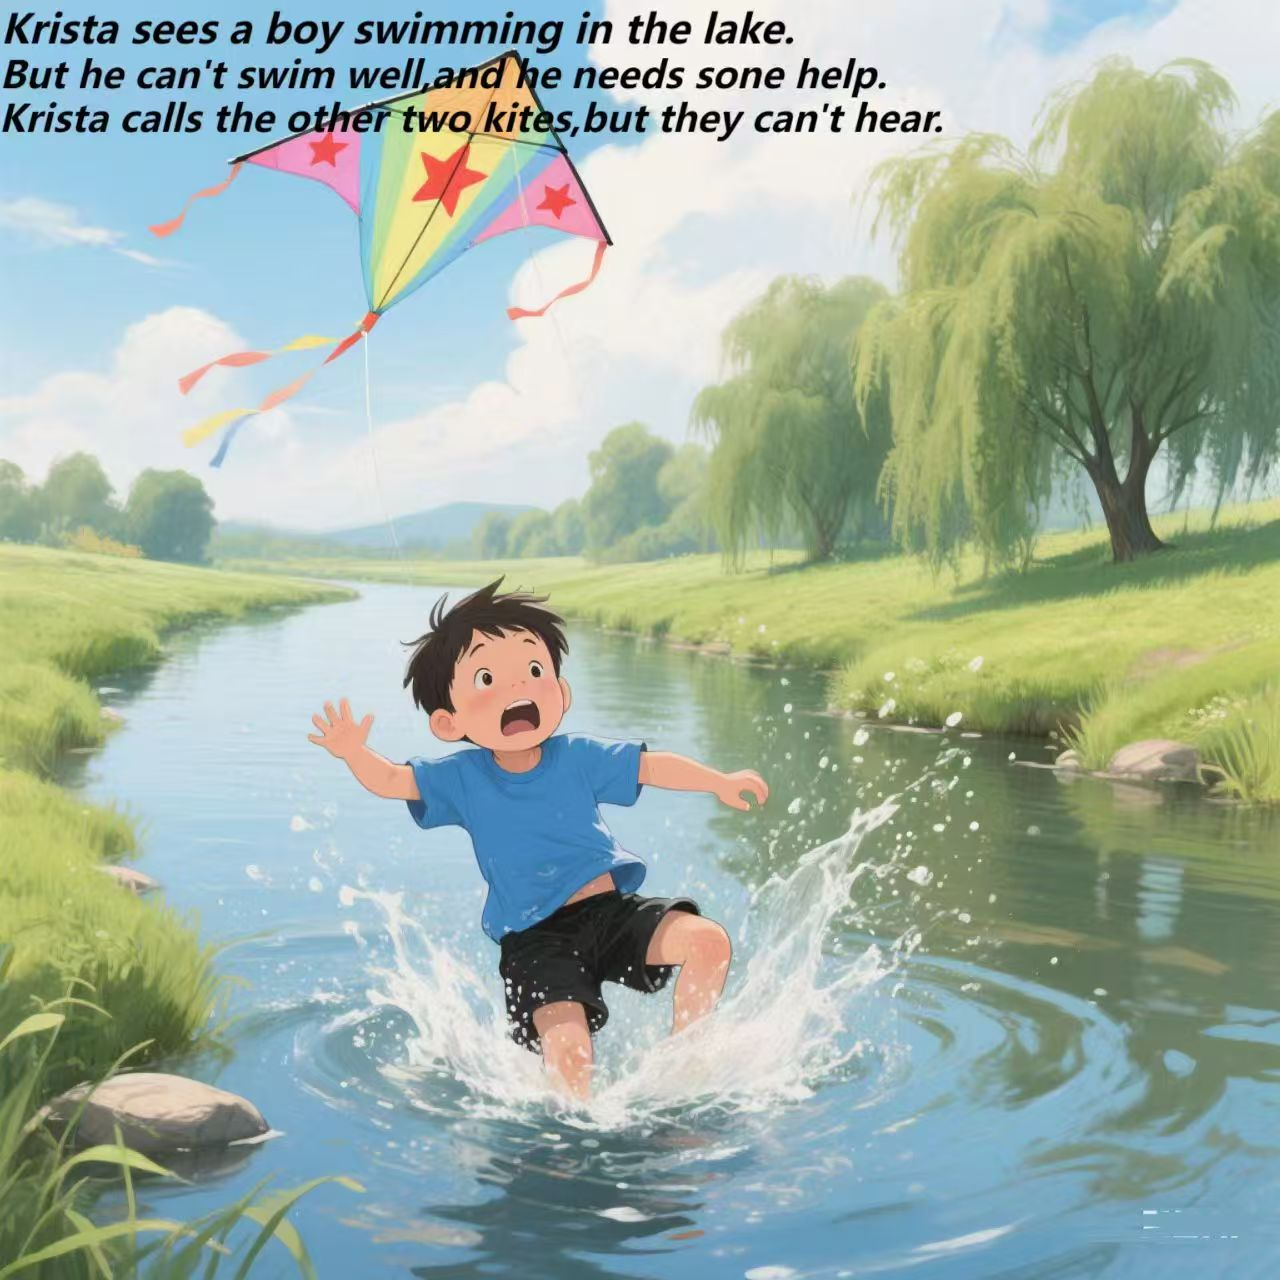 Krista sees a boy swimming in the lake.
But he can't swim well,and he needs sone help.
Krista calls the other two kites,but they can't hear.